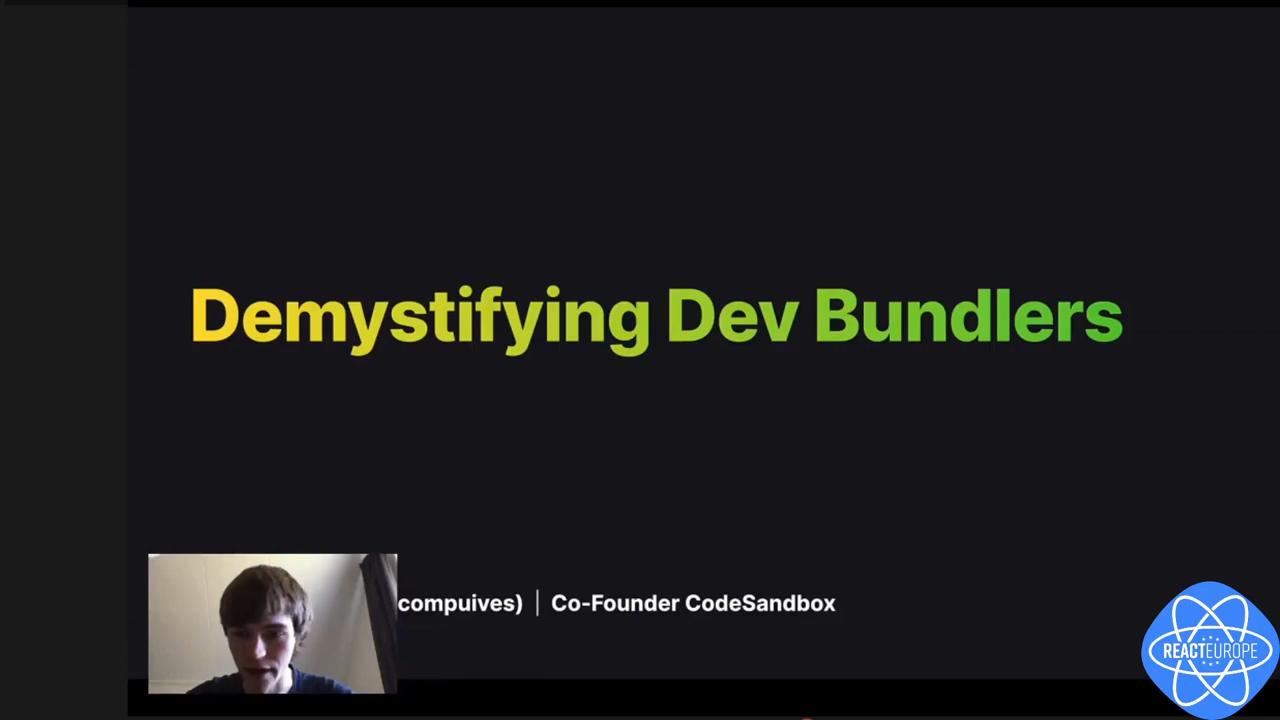 Demystifying Dev Bundlers
compuives) | Co-Founder CodeSandbox
REACTEUROPE